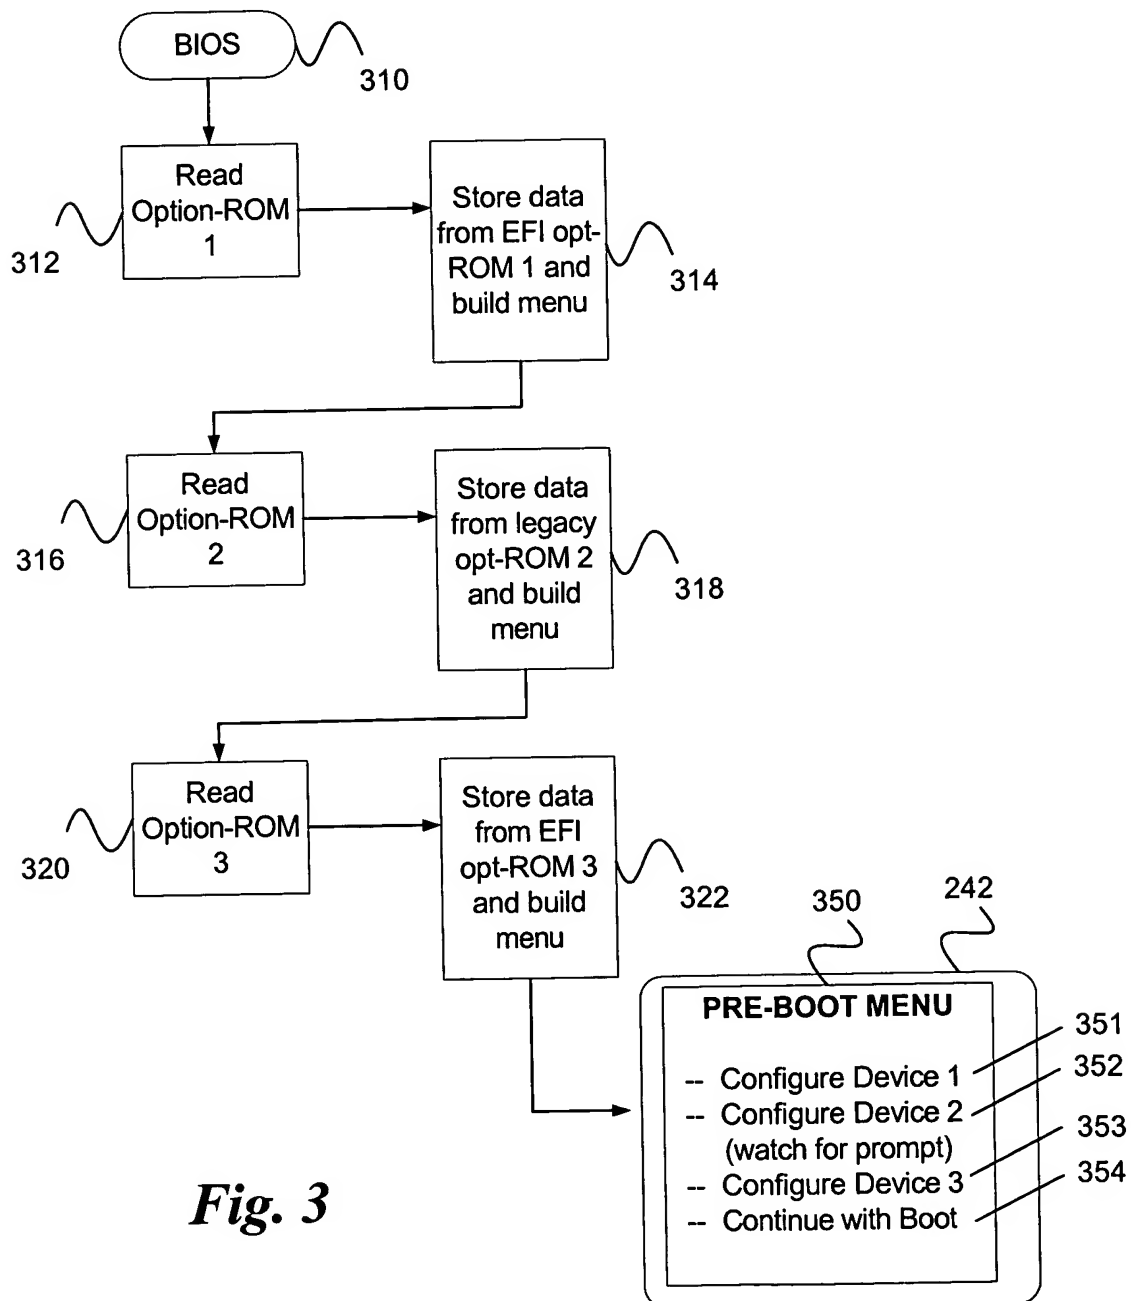 BIOS
310
Read
Option-ROM
1
312
Store data
from EFI opt-
ROM 1 and
build menu
314
Read
Option-ROM
2
316
Store data
from legacy
opt-ROM 2
and build
menu
318
Read
Option-ROM
3
320
Store data
from EFI
opt-ROM 3
and build
menu
322
350
242
PRE-BOOT MENU
-- Configure Device 1
351
-- Configure Device 2
352
(watch for prompt)
-- Configure Device 3
353
-- Continue with Boot
354
Fig. 3